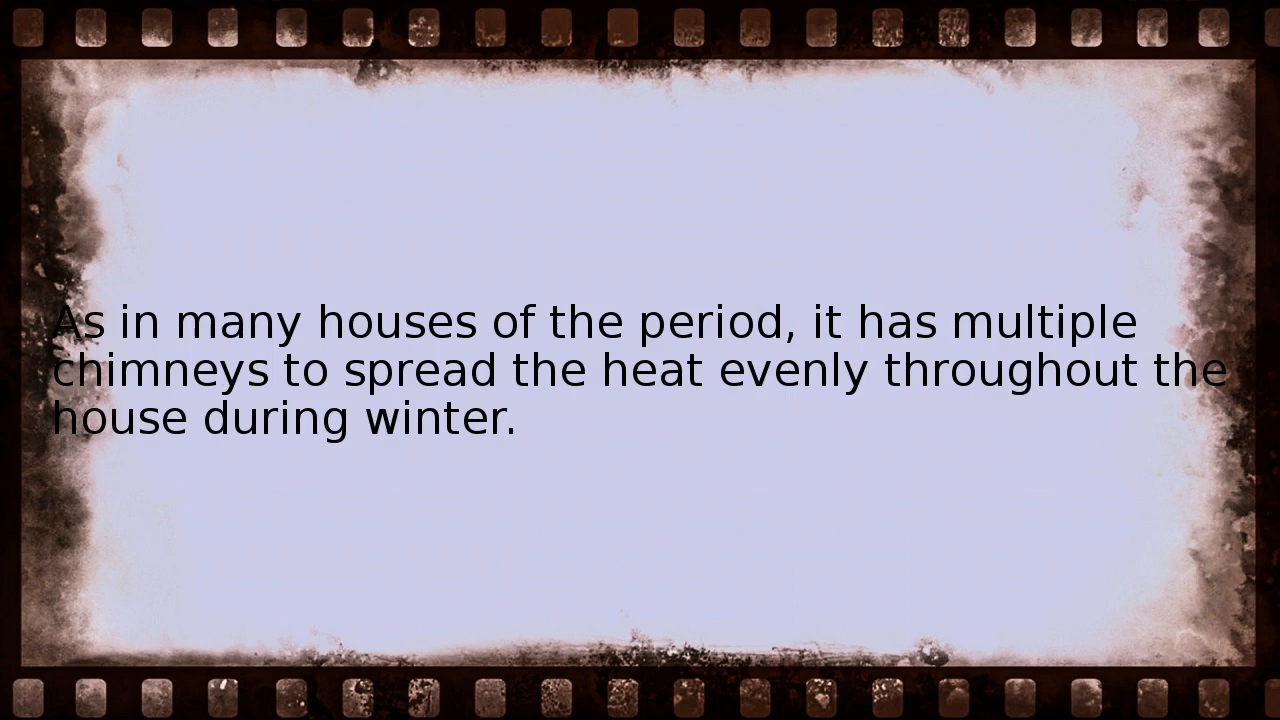 As in many houses of the period, it has multiple
chimneys to spread the heat evenly throughout the
house during winter.